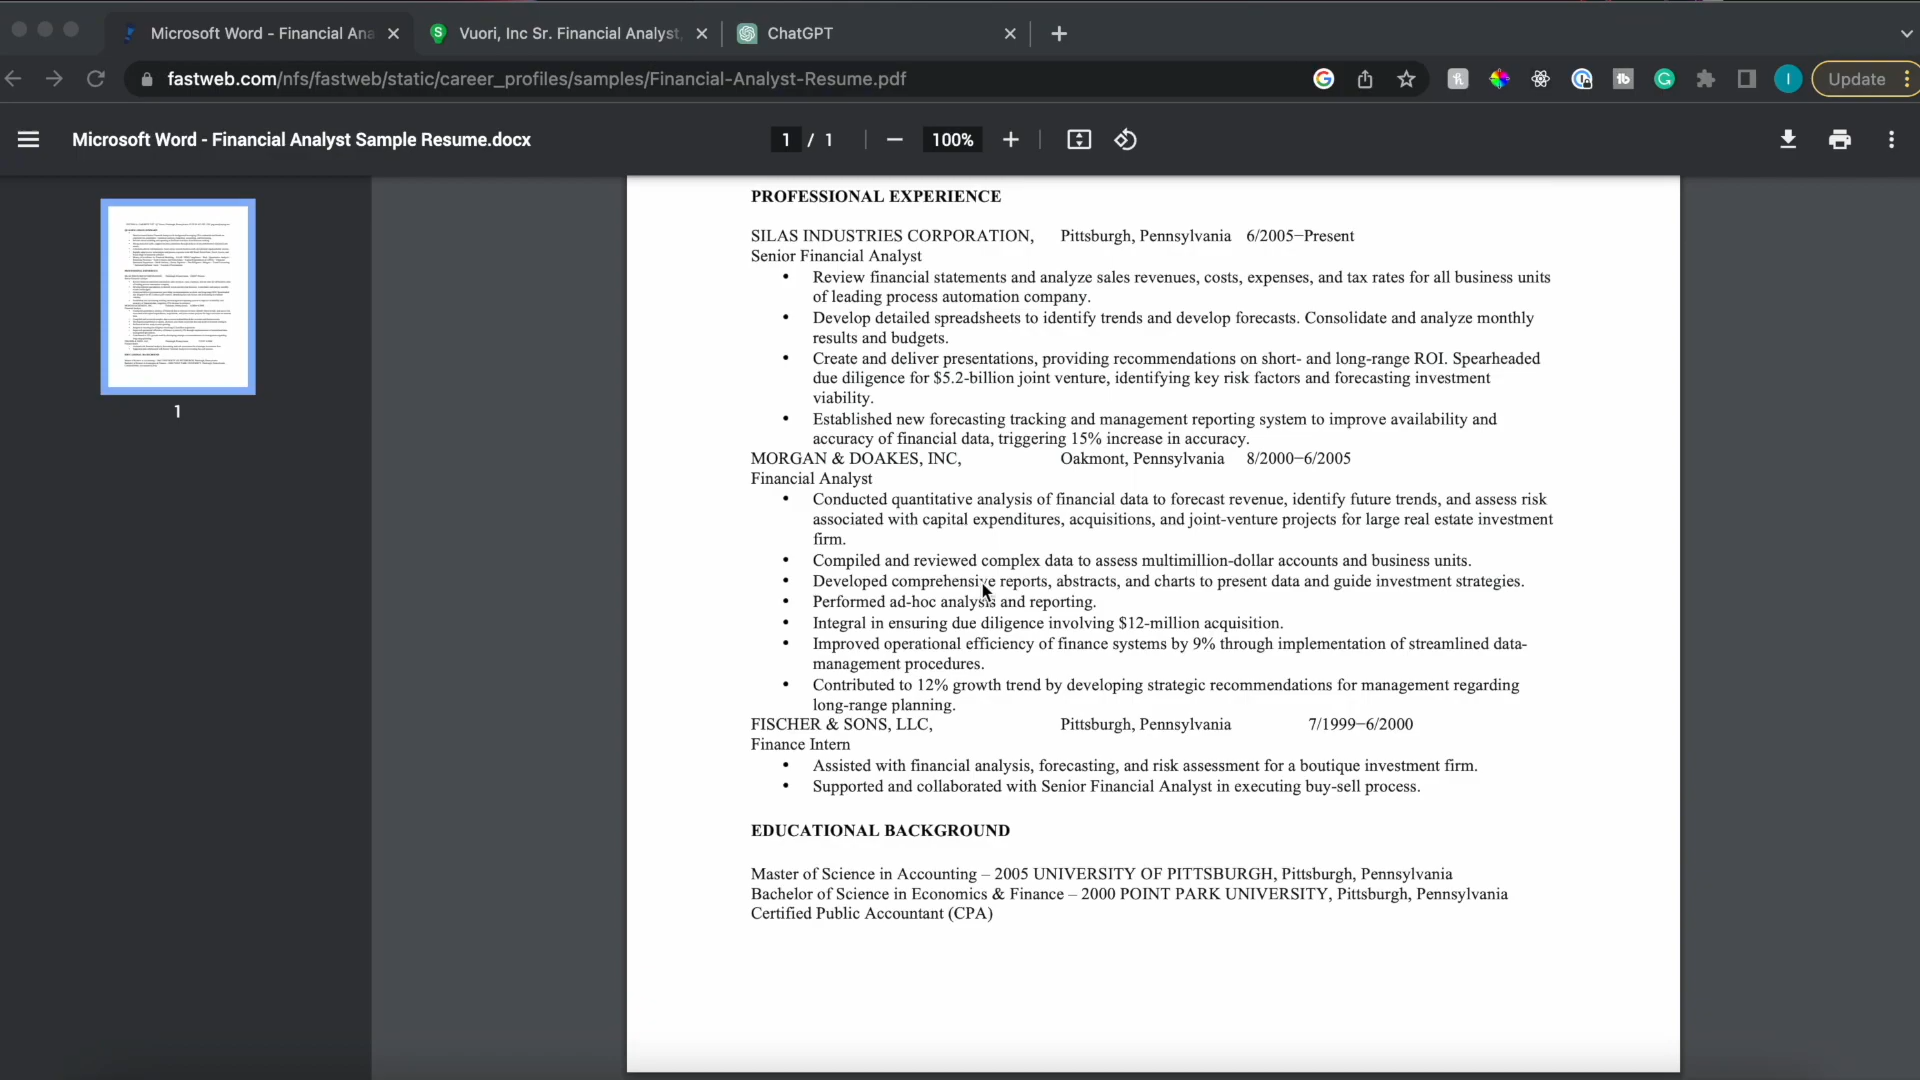 Microsoft Word - Financial Ana
Vuori, Inc Sr. Financial Analyst,
ChatGPT
fastweb.com/nfs/fastweb/static/career_profiles/samples/Financial-Analyst-Resume.pdf
Update
Microsoft Word - Financial Analyst Sample Resume.docx
1 / 1
100%
1
PROFESSIONAL EXPERIENCE
SILAS INDUSTRIES CORPORATION, Pittsburgh, Pennsylvania 6/2005–Present
Senior Financial Analyst
• Review financial statements and analyze sales revenues, costs, expenses, and tax rates for all business units
of leading process automation company.
• Develop detailed spreadsheets to identify trends and develop forecasts. Consolidate and analyze monthly
results and budgets.
• Create and deliver presentations, providing recommendations on short- and long-range ROI. Spearheaded
due diligence for $5.2-billion joint venture, identifying key risk factors and forecasting investment
viability.
• Established new forecasting tracking and management reporting system to improve availability and
accuracy of financial data, triggering 15% increase in accuracy.
MORGAN & DOAKES, INC, Oakmont, Pennsylvania 8/2000–6/2005
Financial Analyst
• Conducted quantitative analysis of financial data to forecast revenue, identify future trends, and assess risk
associated with capital expenditures, acquisitions, and joint-venture projects for large real estate investment
firm.
• Compiled and reviewed complex data to assess multimillion-dollar accounts and business units.
• Developed comprehensive reports, abstracts, and charts to present data and guide investment strategies.
• Performed ad-hoc analysis and reporting.
• Integral in ensuring due diligence involving $12-million acquisition.
• Improved operational efficiency of finance systems by 9% through implementation of streamlined data-
management procedures.
• Contributed to 12% growth trend by developing strategic recommendations for management regarding
long-range planning.
FISCHER & SONS, LLC, Pittsburgh, Pennsylvania 7/1999–6/2000
Finance Intern
• Assisted with financial analysis, forecasting, and risk assessment for a boutique investment firm.
• Supported and collaborated with Senior Financial Analyst in executing buy-sell process.
EDUCATIONAL BACKGROUND
Master of Science in Accounting – 2005 UNIVERSITY OF PITTSBURGH, Pittsburgh, Pennsylvania
Bachelor of Science in Economics & Finance – 2000 POINT PARK UNIVERSITY, Pittsburgh, Pennsylvania
Certified Public Accountant (CPA)